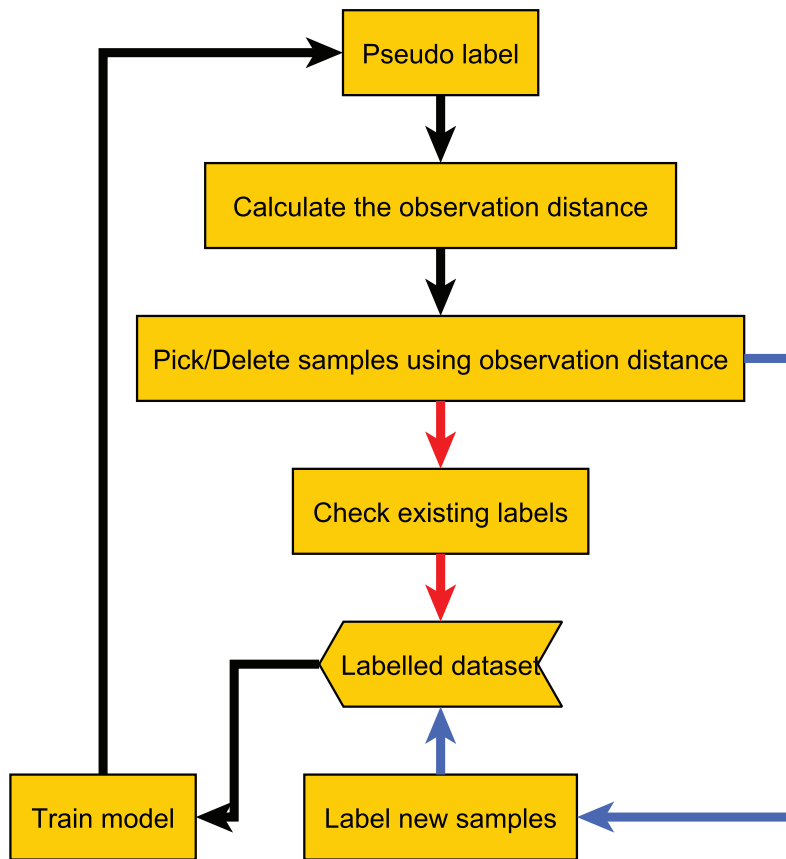 Pseudo label
Calculate the observation distance
Pick/Delete samples using observation distance
Check existing labels
Labelled dataset
Train model
Label new samples